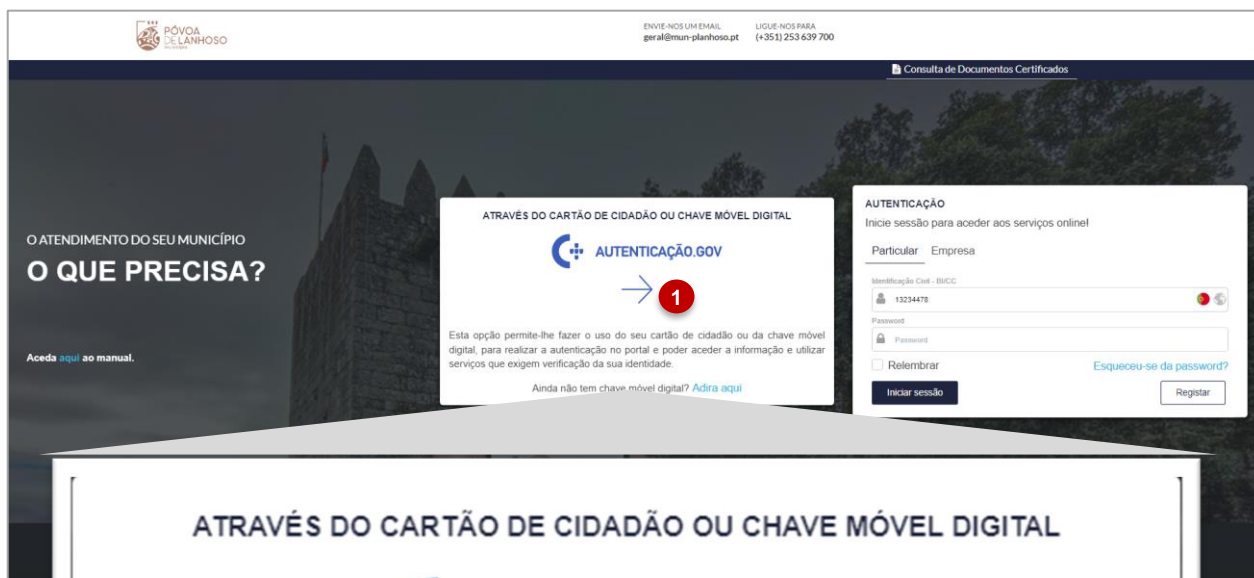 PÓVOA
DE LANHOSO
ENVIE-NOS UM EMAIL
geral@mun-planhoso.pt
LIGUE-NOS PARA
(+351) 253 639 700
Consulta de Documentos Certificados
O ATENDIMENTO DO SEU MUNICÍPIO
O QUE PRECISA?
Aceda aqui ao manual.
ATRAVÉS DO CARTÃO DE CIDADÃO OU CHAVE MÓVEL DIGITAL
AUTENTICAÇÃO.GOV
1
Esta opção permite-lhe fazer o uso do seu cartão de cidadão ou da chave móvel
digital, para realizar a autenticação no portal e poder aceder a informação e utilizar
serviços que exigem verificação da sua identidade.
Ainda não tem chave móvel digital? Adira aqui
AUTENTICAÇÃO
Inicie sessão para aceder aos serviços online!
Particular Empresa
Identificação Civil - BI/CC
13234478
Password
Password
Relembrar
Esqueceu-se da password?
Iniciar sessão
Registar
ATRAVÉS DO CARTÃO DE CIDADÃO OU CHAVE MÓVEL DIGITAL